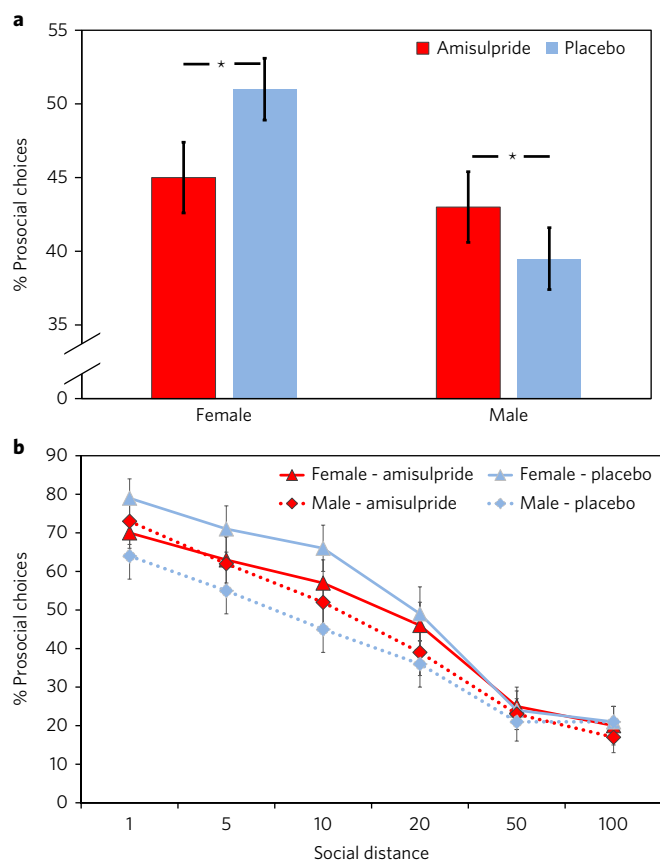 a
55
50
45
40
35
0
% Prosocial choices
Amisulpride Placebo
* *
Female Male
b
90
80
70
60
50
40
30
20
10
0
% Prosocial choices
Female - amisulpride Female - placebo
Male - amisulpride Male - placebo
1 5 10 20 50 100
Social distance